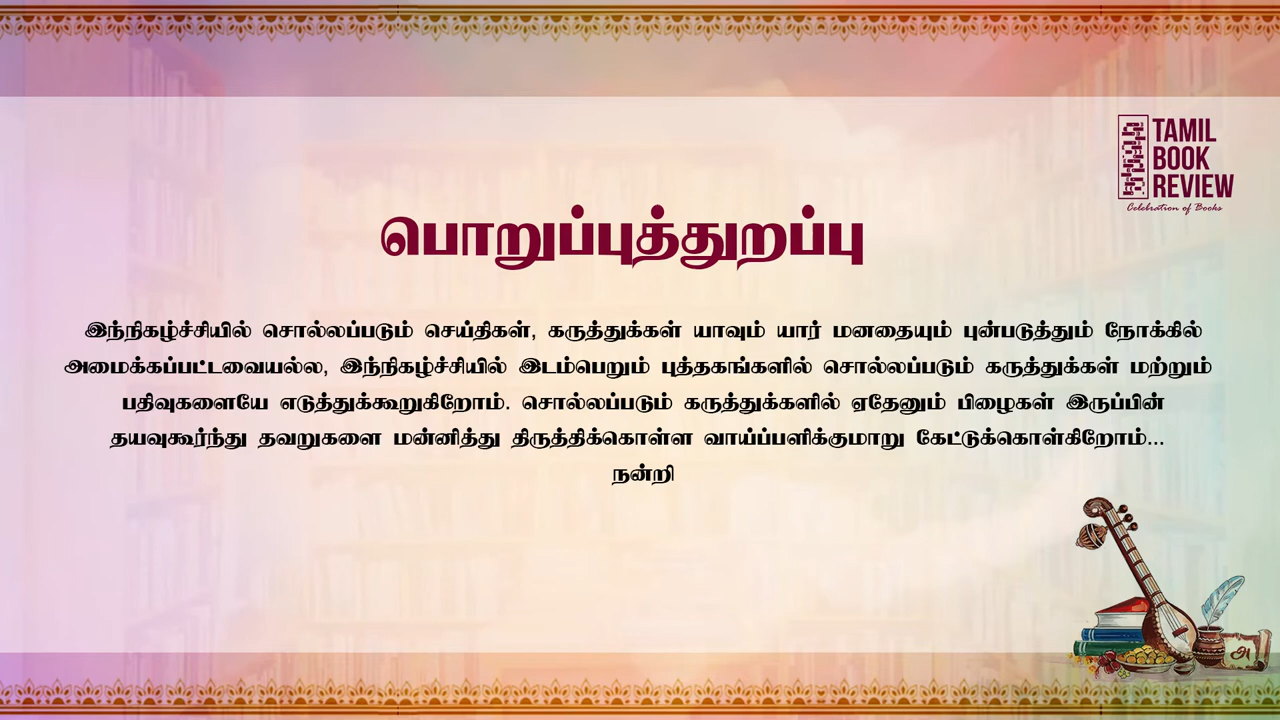 TAMIL
BOOK
REVIEW
Celebration of Books
பொறுப்புத்துறப்பு
இந்நிகழ்ச்சியில் சொல்லப்படும் செய்திகள், கருத்துக்கள் யாவும் யார் மனதையும் புன்படுத்தும் நோக்கில்
அமைக்கப்பட்டவையல்ல, இந்நிகழ்ச்சியில் இடம்பெறும் புத்தகங்களில் சொல்லப்படும் கருத்துக்கள் மற்றும்
பதிவுகளையே எடுத்துக்கூறுகிறோம். சொல்லப்படும் கருத்துக்களில் ஏதேனும் பிழைகள் இருப்பின்
தயவுகூர்ந்து தவறுகளை மன்னித்து திருத்திக்கொள்ள வாய்ப்பளிக்குமாறு கேட்டுக்கொள்கிறோம்...
நன்றி
அ